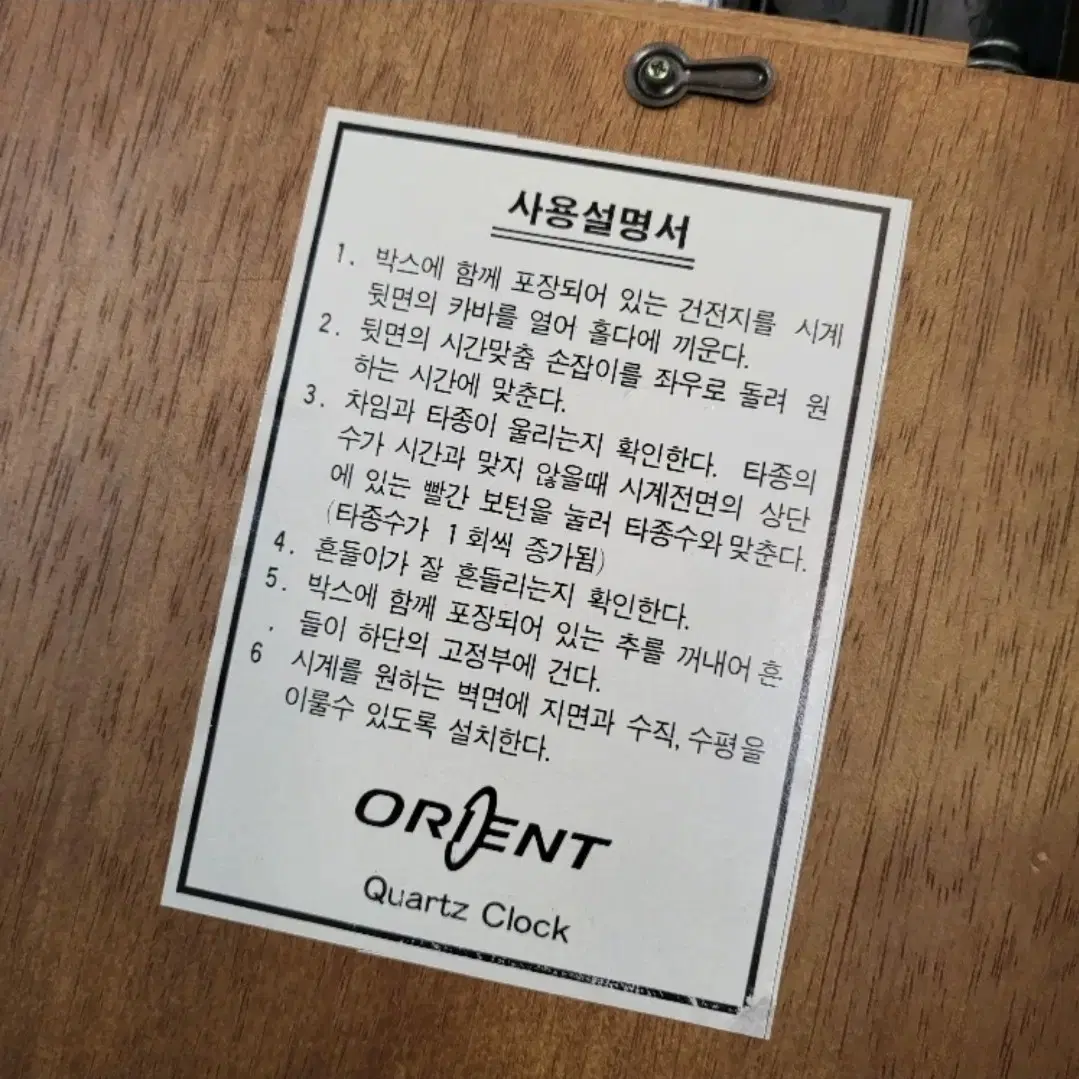 사용설명서
1. 박스에 함께 포장되어 있는 건전지를 시계
뒷면의 카바를 열어 홀다에 끼운다.
2. 뒷면의 시간맞춤 손잡이를 좌우로 돌려 원
하는 시간에 맞춘다.
3. 차임과 타종이 울리는지 확인한다. 타종의
수가 시간과 맞지 않을때 시계전면의 상단
에 있는 빨간 보턴을 눌러 타종수와 맞춘다.
(타종수가 1회씩 증가됨)
4. 흔들이가 잘 흔들리는지 확인한다.
5. 박스에 함께 포장되어 있는 추를 꺼내어 흔
들이 하단의 고정부에 건다.
6. 시계를 원하는 벽면에 지면과 수직, 수평을
이룰수 있도록 설치한다.
ORIENT
Quartz Clock